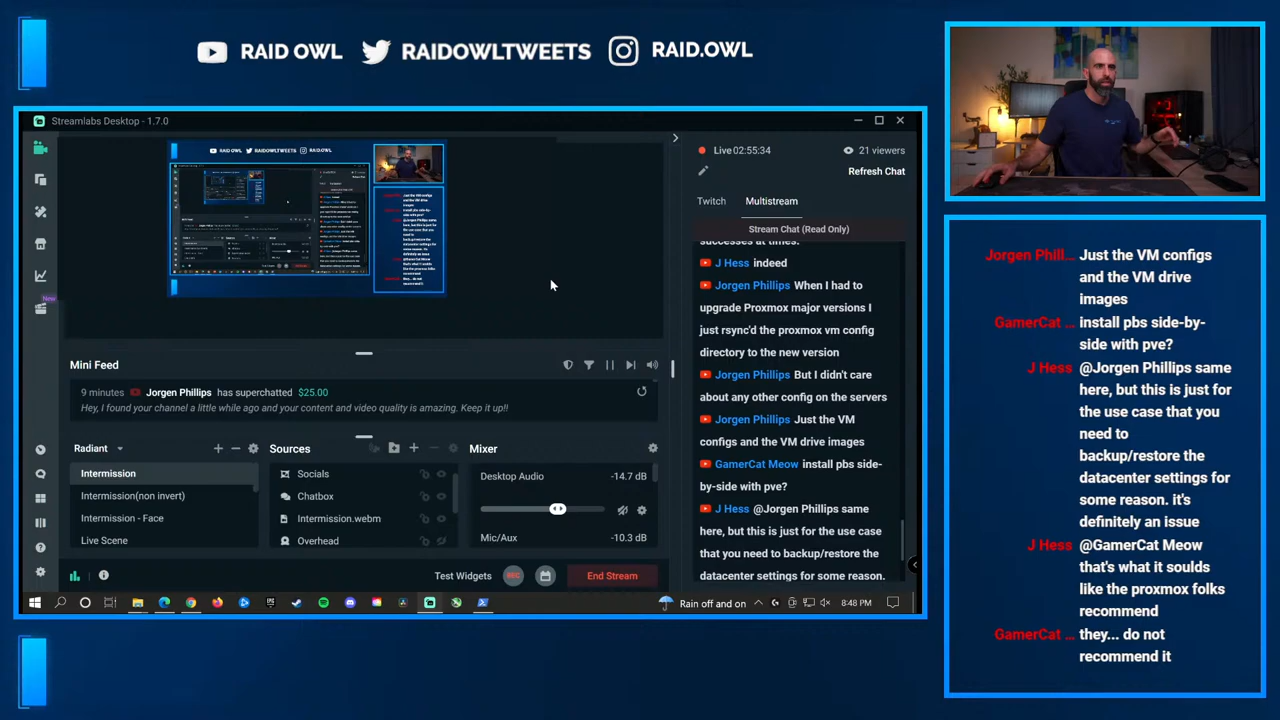 RAID OWL
RAIDOWLTWEETS
RAID.OWL
Streamlabs Desktop - 1.7.0
Live 02:55:34
21 viewers
Refresh Chat
Twitch
Multistream
Stream Chat (Read Only)
successes at times.
J Hess indeed
Jorgen Phillips When I had to
upgrade Proxmox major versions I
just rsync'd the proxmox vm config
directory to the new version
Jorgen Phillips But I didn't care
about any other config on the servers
Jorgen Phillips Just the VM
configs and the VM drive images
GamerCat Meow install pbs side-
by-side with pve?
J Hess @Jorgen Phillips same
here, but this is just for the use case
that you need to backup/restore the
datacenter settings for some reason.
New
Mini Feed
9 minutes Jorgen Phillips has superchatted $25.00
Hey, I found your channel a little while ago and your content and video quality is amazing. Keep it up!!
Radiant
Intermission
Intermission(non invert)
Intermission - Face
Live Scene
Sources
Socials
Chatbox
Intermission.webm
Overhead
Mixer
Desktop Audio -14.7 dB
Mic/Aux -10.3 dB
Test Widgets
REC
End Stream
Rain off and on
8:48 PM
Jorgen Phill... Just the VM configs
and the VM drive
images
GamerCat ... install pbs side-by-
side with pve?
J Hess @Jorgen Phillips same
here, but this is just for
the use case that you
need to
backup/restore the
datacenter settings for
some reason. it's
definitely an issue
J Hess @GamerCat Meow
that's what it soulds
like the proxmox folks
recommend
GamerCat ... they... do not
recommend it